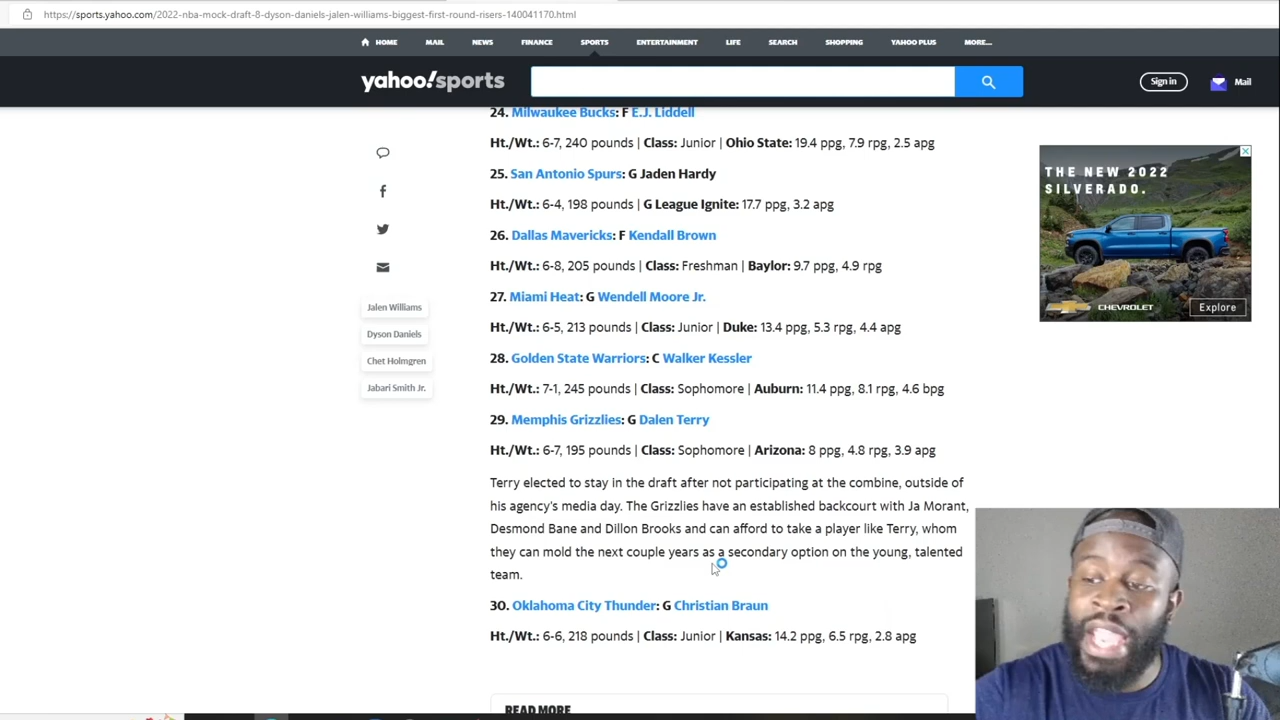 https://sports.yahoo.com/2022-nba-mock-draft-8-dyson-daniels-jalen-williams-biggest-first-round-risers-140041170.html
HOME MAIL NEWS FINANCE SPORTS ENTERTAINMENT LIFE SEARCH SHOPPING YAHOO PLUS MORE...
yahoo!sports
Sign in
Mail
24. Milwaukee Bucks: F E.J. Liddell
Ht./Wt.: 6-7, 240 pounds | Class: Junior | Ohio State: 19.4 ppg, 7.9 rpg, 2.5 apg
25. San Antonio Spurs: G Jaden Hardy
Ht./Wt.: 6-4, 198 pounds | G League Ignite: 17.7 ppg, 3.2 apg
26. Dallas Mavericks: F Kendall Brown
Ht./Wt.: 6-8, 205 pounds | Class: Freshman | Baylor: 9.7 ppg, 4.9 rpg
27. Miami Heat: G Wendell Moore Jr.
Ht./Wt.: 6-5, 213 pounds | Class: Junior | Duke: 13.4 ppg, 5.3 rpg, 4.4 apg
28. Golden State Warriors: C Walker Kessler
Ht./Wt.: 7-1, 245 pounds | Class: Sophomore | Auburn: 11.4 ppg, 8.1 rpg, 4.6 bpg
29. Memphis Grizzlies: G Dalen Terry
Ht./Wt.: 6-7, 195 pounds | Class: Sophomore | Arizona: 8 ppg, 4.8 rpg, 3.9 apg
Terry elected to stay in the draft after not participating at the combine, outside of
his agency's media day. The Grizzlies have an established backcourt with Ja Morant,
Desmond Bane and Dillon Brooks and can afford to take a player like Terry, whom
they can mold the next couple years as a secondary option on the young, talented
team.
30. Oklahoma City Thunder: G Christian Braun
Ht./Wt.: 6-6, 218 pounds | Class: Junior | Kansas: 14.2 ppg, 6.5 rpg, 2.8 apg
READ MORE
Jalen Williams
Dyson Daniels
Chet Holmgren
Jabari Smith Jr.
THE NEW 2022
SILVERADO.
CHEVROLET
Explore